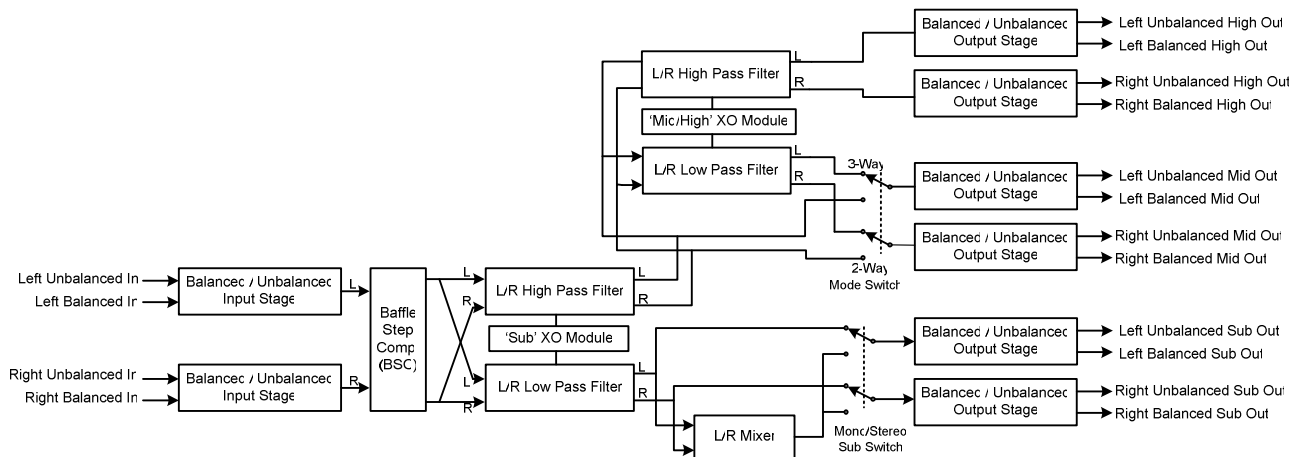 Balanced / Unbalanced
Output Stage
Left Unbalanced High Out
Left Balanced High Out
L/R High Pass Filter
L
R
Balanced / Unbalanced
Output Stage
Right Unbalanced High Out
Right Balanced High Out
'Mid/High' XO Module
L/R Low Pass Filter
L
R
3-Way
Balanced / Unbalanced
Output Stage
Left Unbalanced Mid Out
Left Balanced Mid Out
Balanced / Unbalanced
Output Stage
Right Unbalanced Mid Out
Right Balanced Mid Out
2-Way
Mode Switch
Left Unbalanced In
Left Balanced In
Balanced / Unbalanced
Input Stage
L
Baffle
Step
Comp
(BSC)
L
R
L/R High Pass Filter
L
R
'Sub' XO Module
Right Unbalanced In
Right Balanced In
Balanced / Unbalanced
Input Stage
R
L
R
L/R Low Pass Filter
L
R
L/R Mixer
Mono/Stereo
Sub Switch
Balanced / Unbalanced
Output Stage
Left Unbalanced Sub Out
Left Balanced Sub Out
Balanced / Unbalanced
Output Stage
Right Unbalanced Sub Out
Right Balanced Sub Out